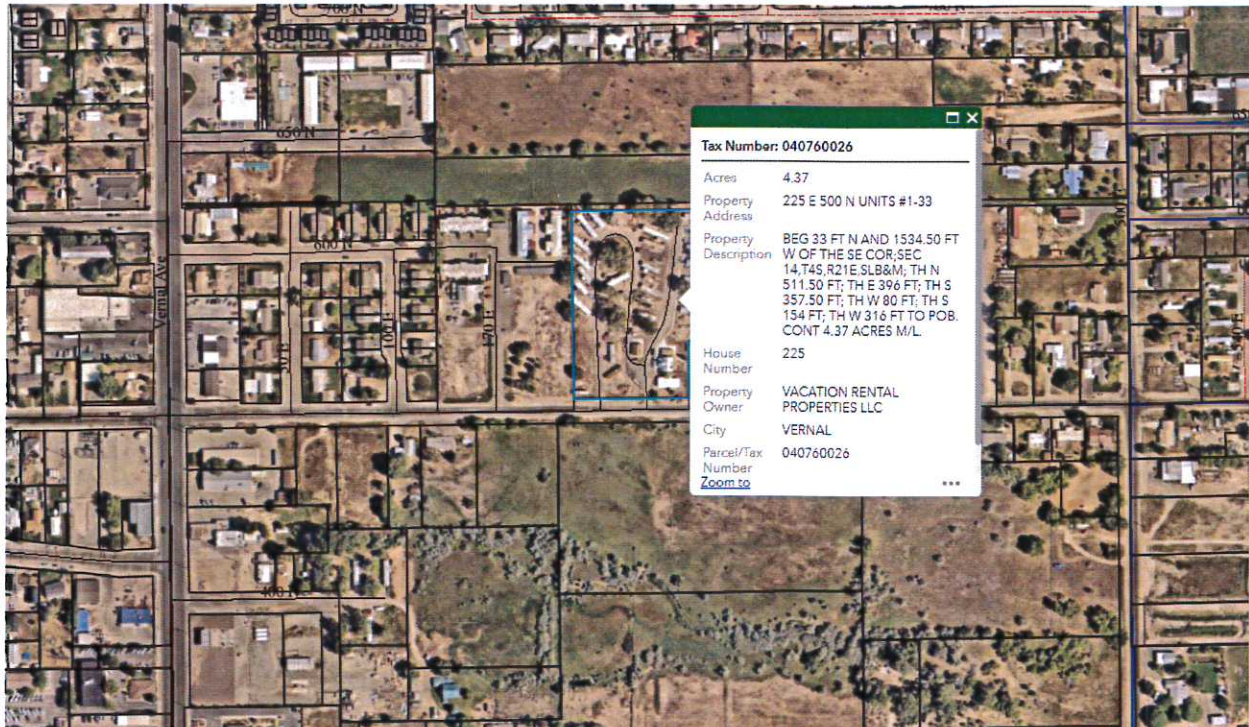 700 N
650 N
600 N
Vernal Ave
50 E
100 E
170 E
400 N
Tax Number: 040760026
Acres 4.37
Property Address 225 E 500 N UNITS #1-33
Property Description BEG 33 FT N AND 1534.50 FT
W OF THE SE COR;SEC
14,T4S,R21E,SLB&M; TH N
511.50 FT; TH E 396 FT; TH S
357.50 FT; TH W 80 FT; TH S
154 FT; TH W 316 FT TO POB.
CONT 4.37 ACRES M/L.
House Number 225
Property Owner VACATION RENTAL
PROPERTIES LLC
City VERNAL
Parcel/Tax Number 040760026
Zoom to